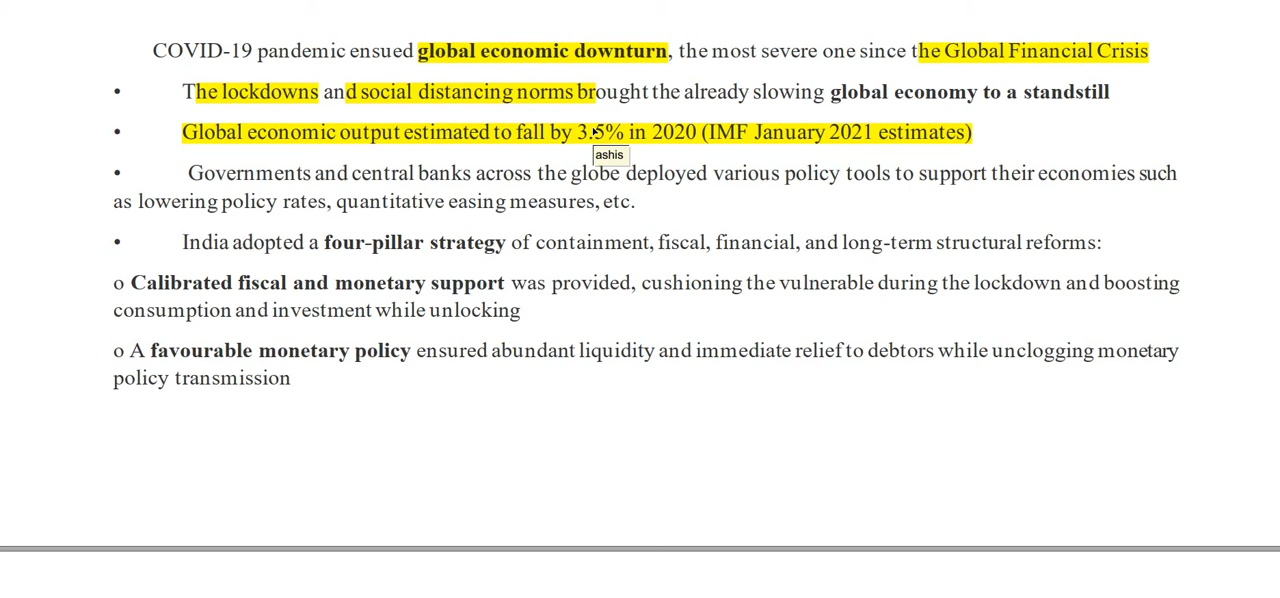 COVID-19 pandemic ensued global economic downturn, the most severe one since the Global Financial Crisis
• The lockdowns and social distancing norms brought the already slowing global economy to a standstill
• Global economic output estimated to fall by 3.5% in 2020 (IMF January 2021 estimates)
ashis
• Governments and central banks across the globe deployed various policy tools to support their economies such
as lowering policy rates, quantitative easing measures, etc.
• India adopted a four-pillar strategy of containment, fiscal, financial, and long-term structural reforms:
o Calibrated fiscal and monetary support was provided, cushioning the vulnerable during the lockdown and boosting
consumption and investment while unlocking
o A favourable monetary policy ensured abundant liquidity and immediate relief to debtors while unclogging monetary
policy transmission